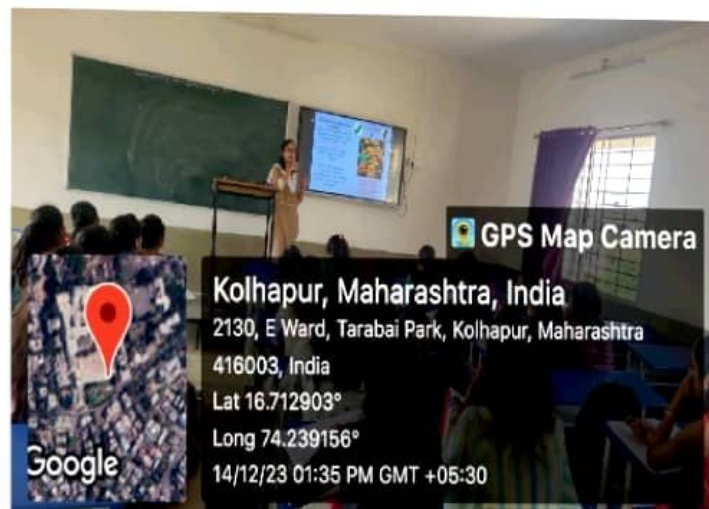 GPS Map Camera
Kolhapur, Maharashtra, India
2130, E Ward, Tarabai Park, Kolhapur, Maharashtra
416003, India
Lat 16.712903°
Long 74.239156°
14/12/23 01:35 PM GMT +05:30
Google